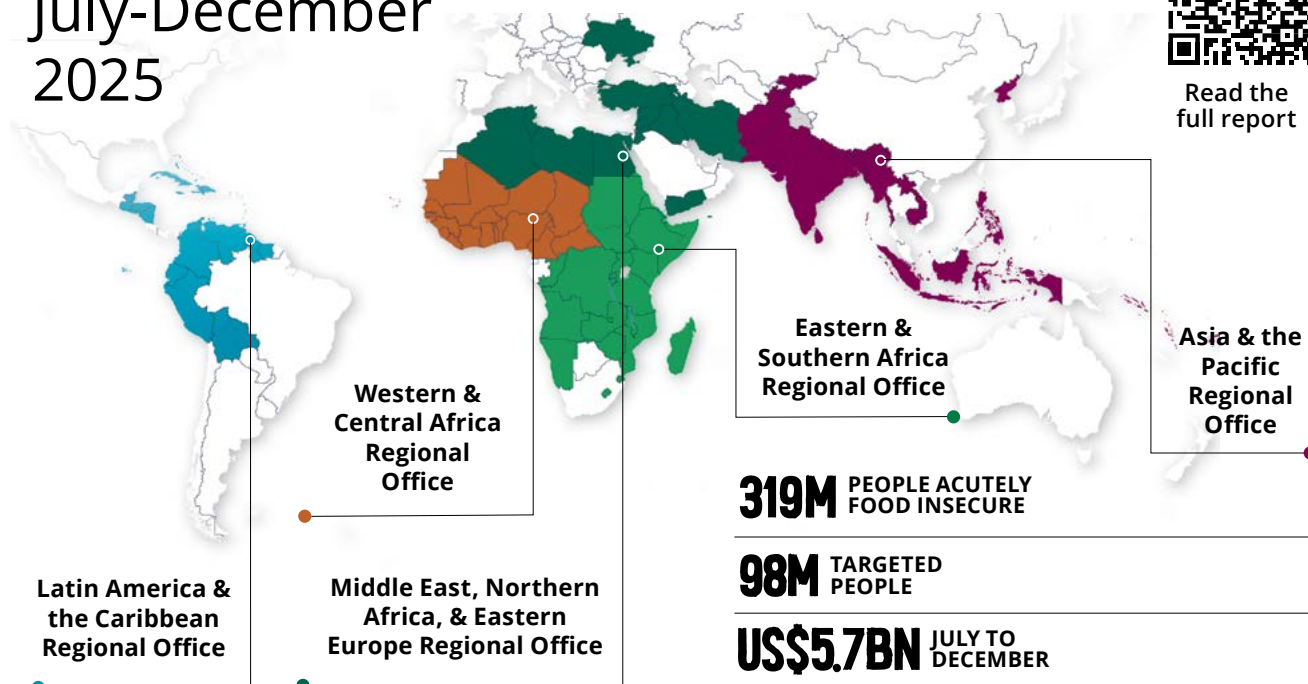 July-December
2025
Read the
full report
Eastern &
Southern Africa
Regional Office
Asia & the
Pacific
Regional
Office
Western &
Central Africa
Regional
Office
319M PEOPLE ACUTELY
FOOD INSECURE
98M TARGETED
PEOPLE
US$5.7BN JULY TO
DECEMBER
Latin America &
the Caribbean
Regional Office
Middle East, Northern
Africa, & Eastern
Europe Regional Office